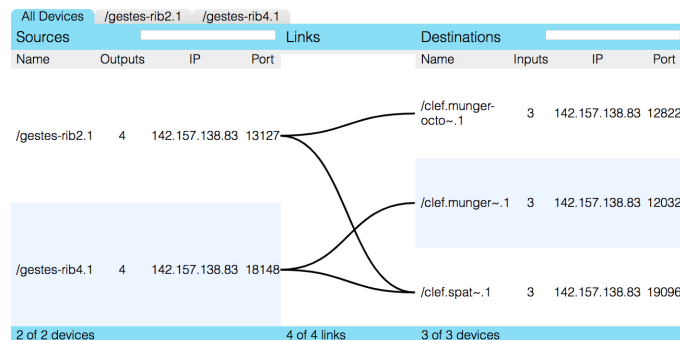 All Devices /gestes-rib2.1 /gestes-rib4.1
Sources Links Destinations
Name Outputs IP Port Name Inputs IP Port
/gestes-rib2.1 4 142.157.138.83 13127
/gestes-rib4.1 4 142.157.138.83 18148
/clef.munger-
octo~.1 3 142.157.138.83 12822
/clef.munger~.1 3 142.157.138.83 12032
/clef.spat~.1 3 142.157.138.83 19096
2 of 2 devices 4 of 4 links 3 of 3 devices